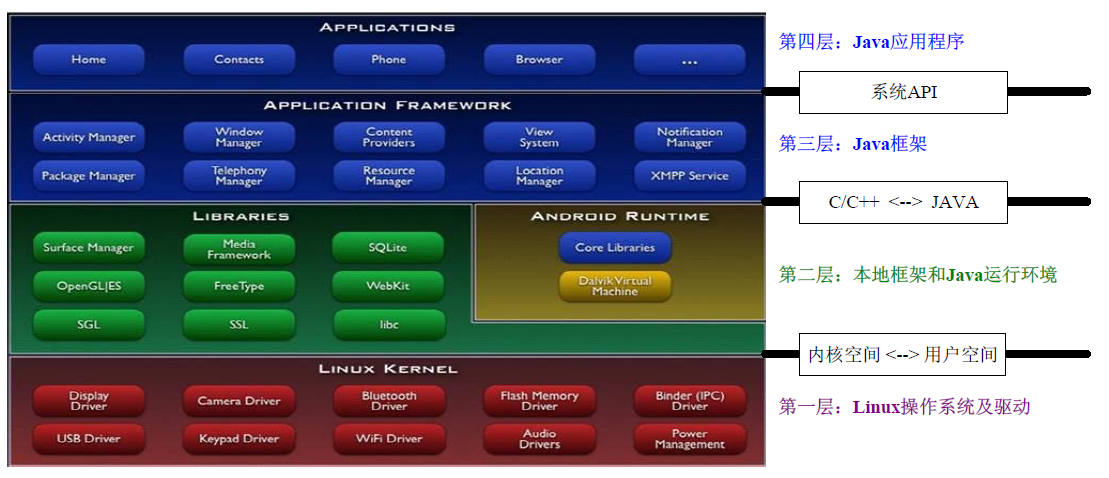 APPLICATIONS
Home
Contacts
Phone
Browser
...
第四层：Java应用程序
系统API
APPLICATION FRAMEWORK
Activity Manager
Window
Manager
Content
Providers
View
System
Notification
Manager
Package Manager
Telephony
Manager
Resource
Manager
Location
Manager
XMPP Service
第三层：Java框架
C/C++ <--> JAVA
LIBRARIES
Surface Manager
Media
Framework
SQLite
OpenGL|ES
FreeType
WebKit
SGL
SSL
libc
ANDROID RUNTIME
Core Libraries
Dalvik Virtual
Machine
第二层：本地框架和Java运行环境
内核空间 <--> 用户空间
LINUX KERNEL
Display
Driver
Camera Driver
Bluetooth
Driver
Flash Memory
Driver
Binder (IPC)
Driver
USB Driver
Keypad Driver
WiFi Driver
Audio
Drivers
Power
Management
第一层：Linux操作系统及驱动